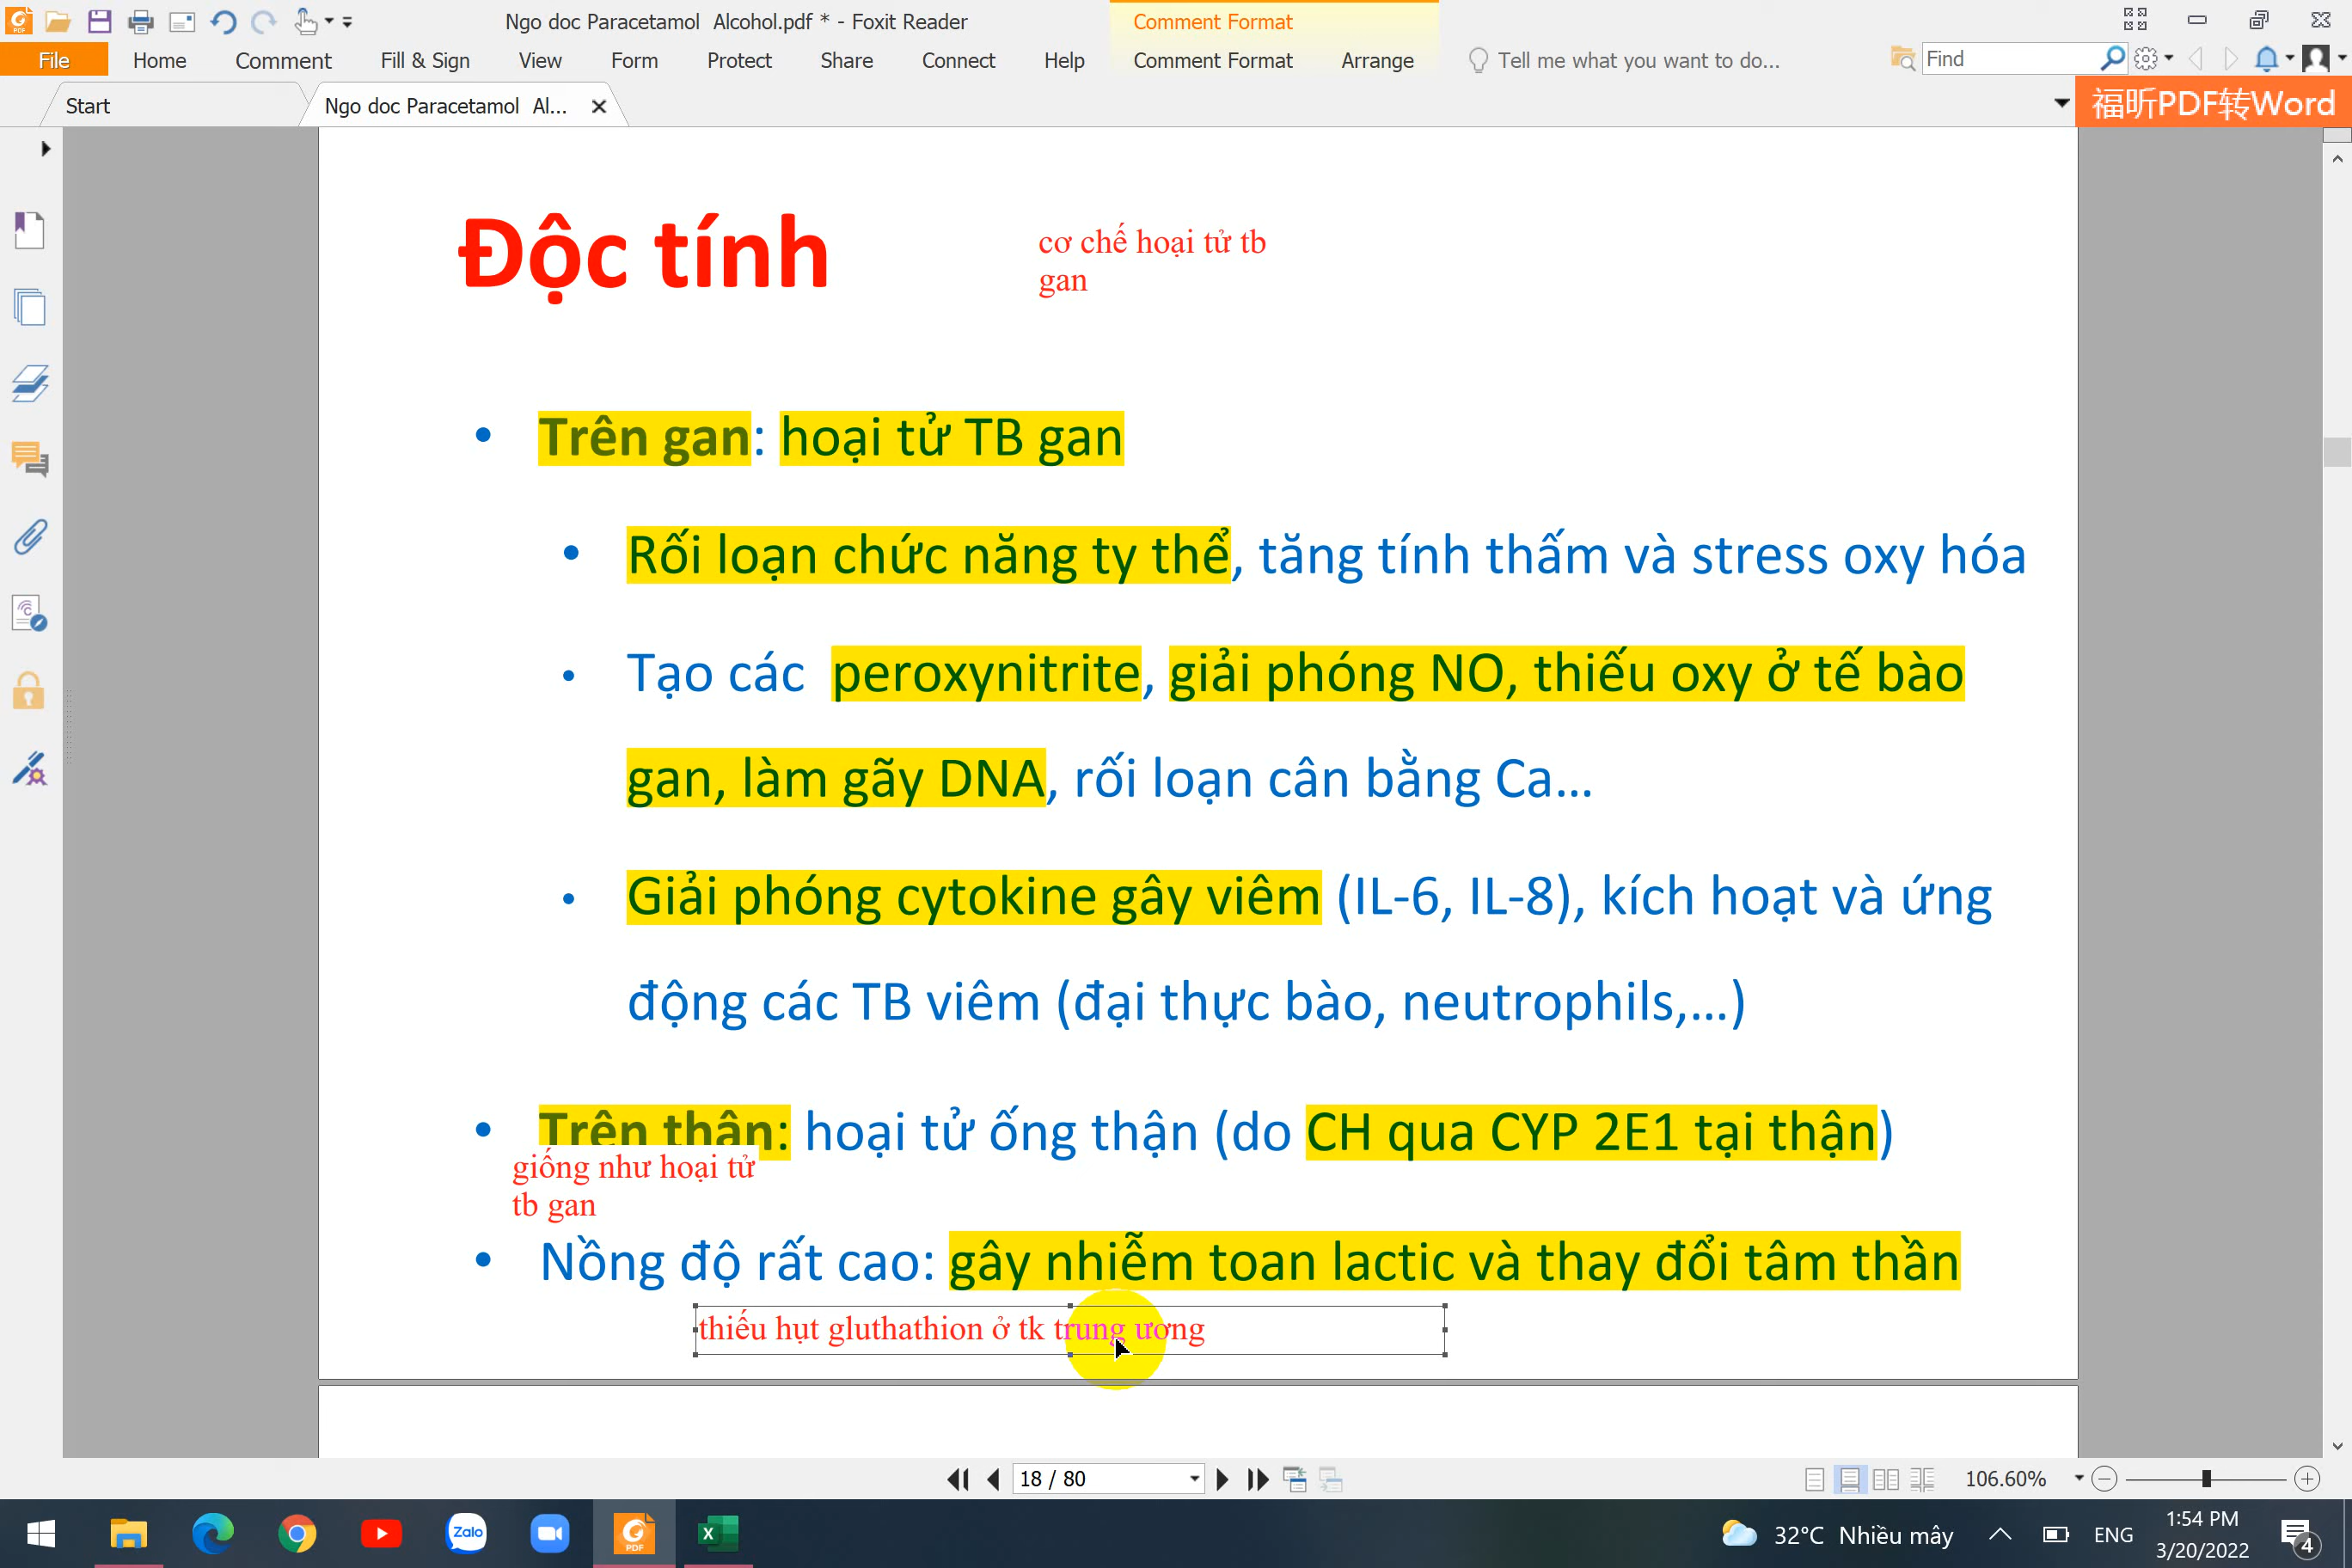 Ngo doc Paracetamol  Alcohol.pdf * - Foxit Reader
Comment Format
File
Home
Comment
Fill & Sign
View
Form
Protect
Share
Connect
Help
Comment Format
Arrange
Tell me what you want to do...
Find
Start
Ngo doc Paracetamol  Al...
福昕PDF转Word
Độc tính
cơ chế hoại tử tb
gan
• Trên gan: hoại tử TB gan
• Rối loạn chức năng ty thể, tăng tính thấm và stress oxy hóa
• Tạo các  peroxynitrite, giải phóng NO, thiếu oxy ở tế bào
gan, làm gãy DNA, rối loạn cân bằng Ca...
• Giải phóng cytokine gây viêm (IL-6, IL-8), kích hoạt và ứng
động các TB viêm (đại thực bào, neutrophils,...)
• Trên thận: hoại tử ống thận (do CH qua CYP 2E1 tại thận)
giống như hoại tử
tb gan
• Nồng độ rất cao: gây nhiễm toan lactic và thay đổi tâm thần
thiếu hụt gluthathion ở tk trung ương
18 / 80
106.60%
Zalo
PDF
X
32°C Nhiều mây
ENG
1:54 PM
3/20/2022
4